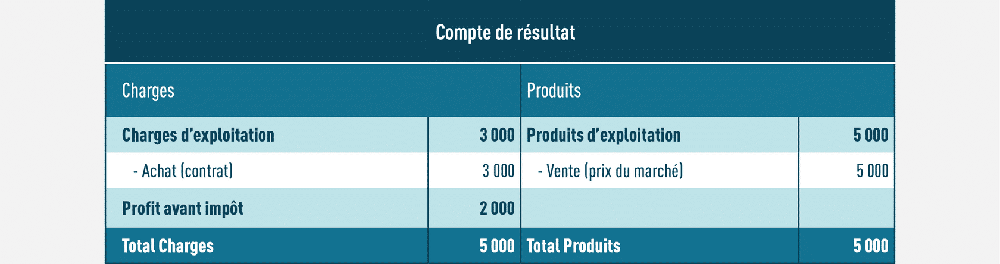 Compte de résultat
Charges Produits
Charges d’exploitation 3 000 Produits d’exploitation 5 000
- Achat (contrat) 3 000 - Vente (prix du marché) 5 000
Profit avant impôt 2 000
Total Charges 5 000 Total Produits 5 000